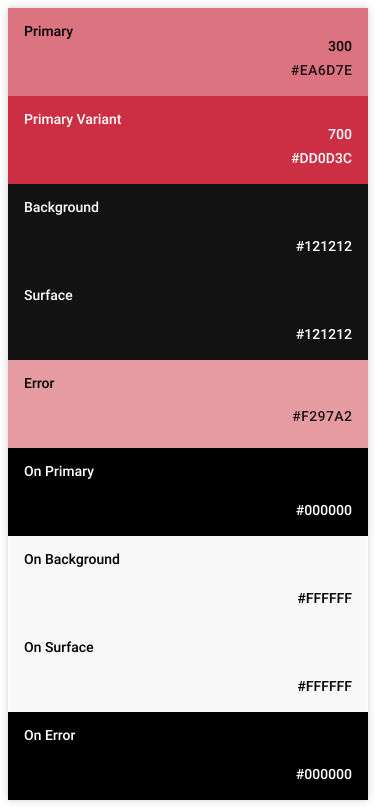 Primary
300
#EA6D7E
Primary Variant
700
#DD0D3C
Background
#121212
Surface
#121212
Error
#F297A2
On Primary
#000000
On Background
#FFFFFF
On Surface
#FFFFFF
On Error
#000000